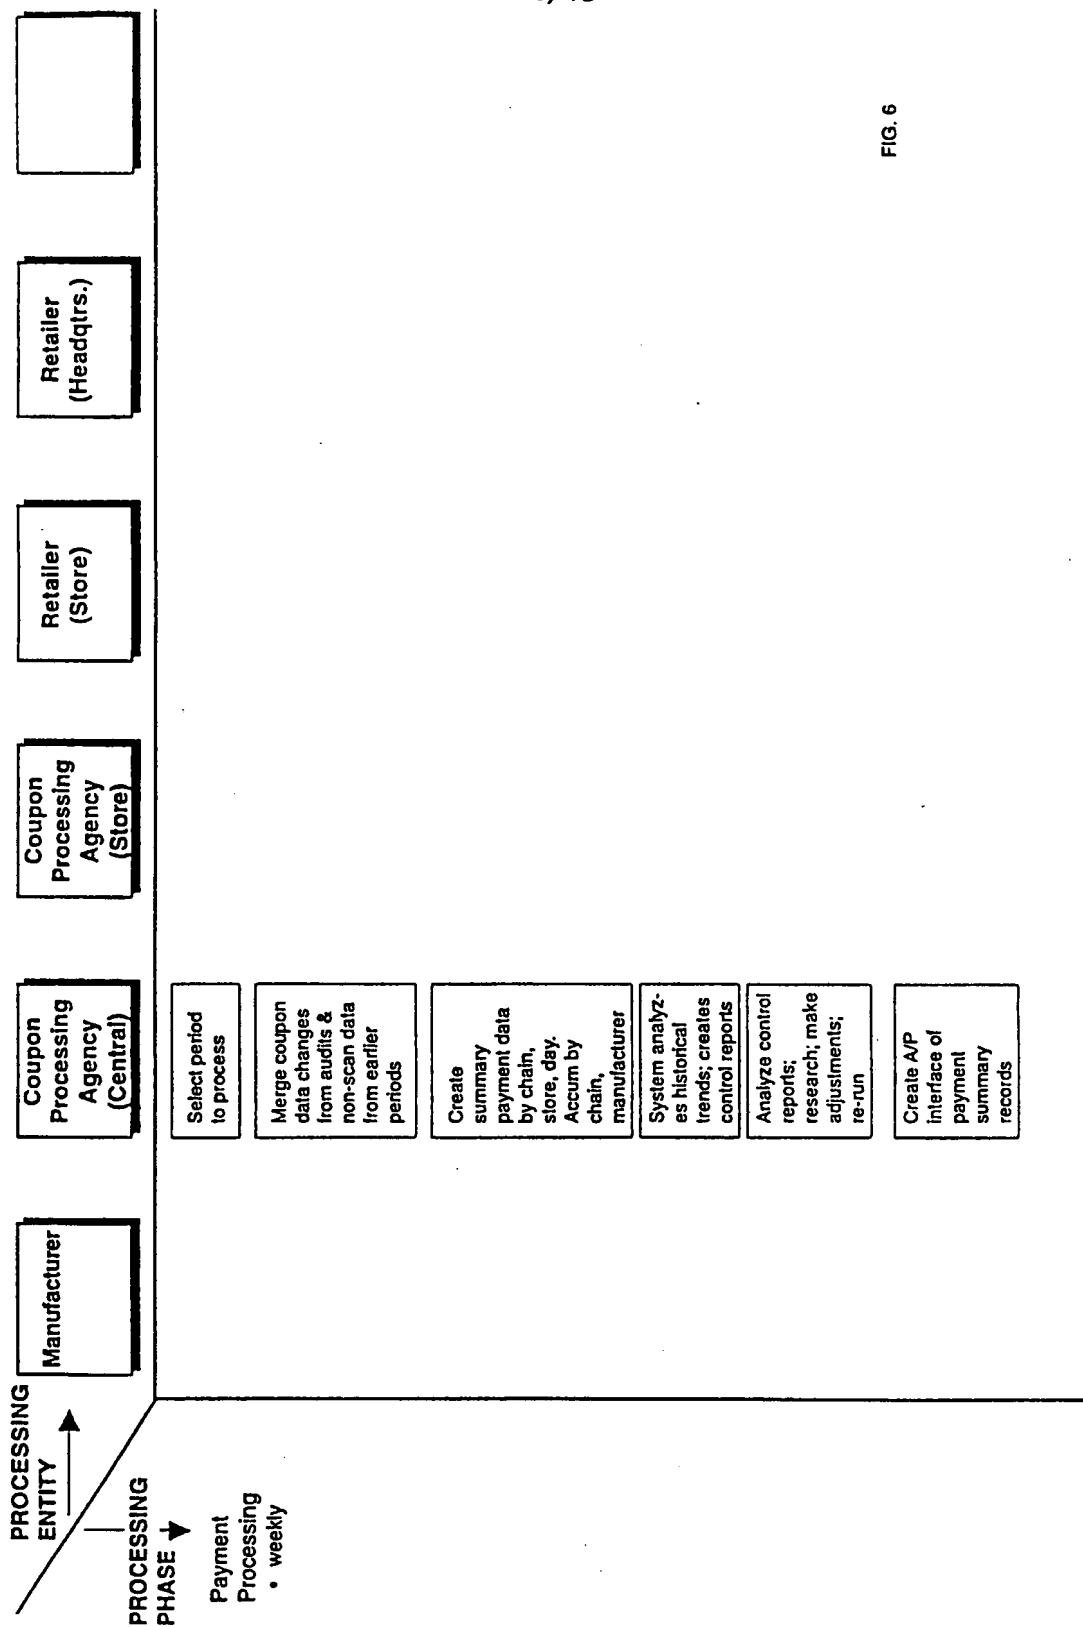 PROCESSING
ENTITY
PROCESSING
PHASE
Manufacturer
Coupon
Processing
Agency
(Central)
Coupon
Processing
Agency
(Store)
Retailer
(Store)
Retailer
(Headqtrs.)
Payment
Processing
• weekly
Select period
to process
Merge coupon
data changes
from audits &
non-scan data
from earlier
periods
Create
summary
payment data
by chain,
store, day.
Accum by
chain,
manufacturer
System analyz-
es historical
trends; creates
control reports
Analyze control
reports;
research; make
adjustments;
re-run
Create A/P
interface of
payment
summary
records
FIG. 6